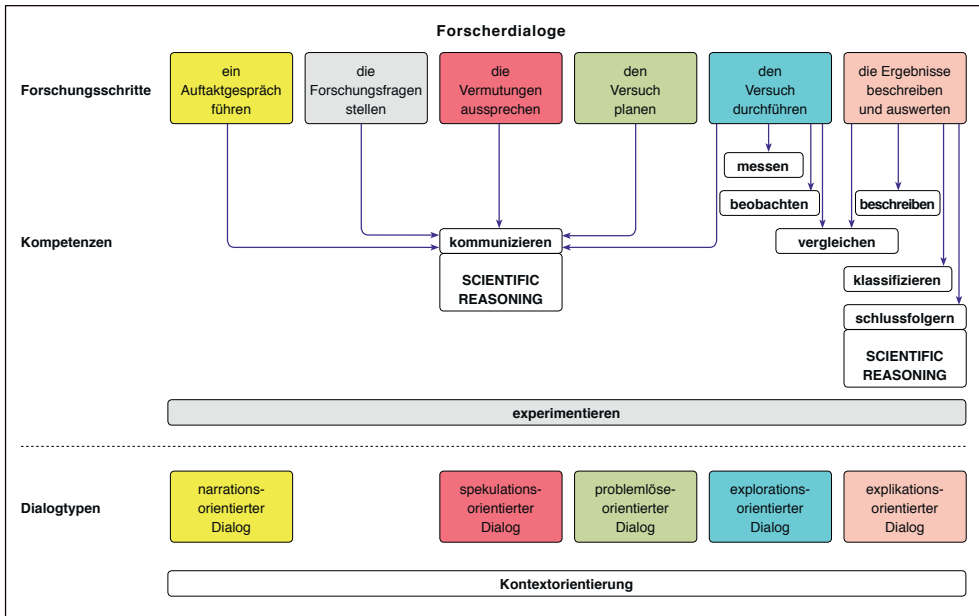 Forscherdialoge
Forschungsschritte
ein
Auftaktgespräch
führen
die
Forschungsfragen
stellen
die
Vermutungen
aussprechen
den
Versuch
planen
den
Versuch
durchführen
die Ergebnisse
beschreiben
und auswerten
messen
beobachten
beschreiben
Kompetenzen
kommunizieren
vergleichen
SCIENTIFIC
REASONING
klassifizieren
schlussfolgern
SCIENTIFIC
REASONING
experimentieren
Dialogtypen
narrations-
orientierter
Dialog
spekulations-
orientierter
Dialog
problemlöse-
orientierter
Dialog
explorations-
orientierter
Dialog
explikations-
orientierter
Dialog
Kontextorientierung